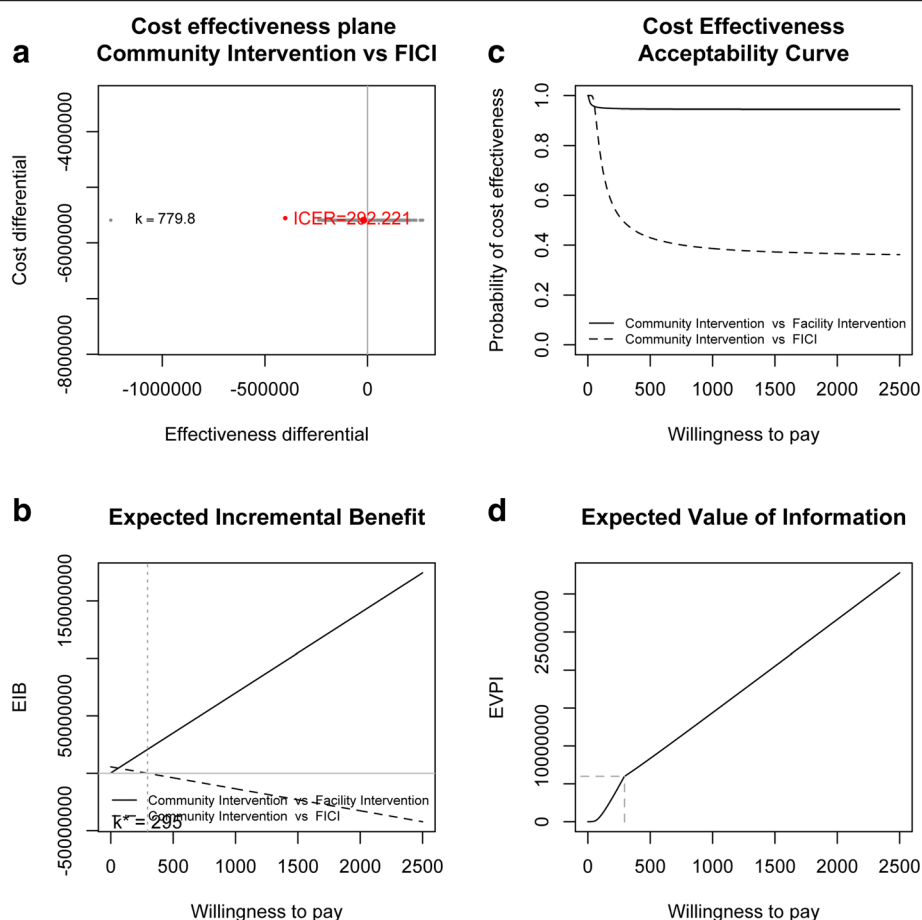 a
Cost effectiveness plane
Community Intervention vs FICI
Cost differential
-4000000
-6000000
-8000000
k = 779.8
ICER=292.221
-1000000
-500000
0
Effectiveness differential
c
Cost Effectiveness
Acceptability Curve
Probability of cost effectiveness
1.0
0.8
0.6
0.4
0.2
0.0
Community Intervention vs Facility Intervention
Community Intervention vs FICI
0
500
1000
1500
2000
2500
Willingness to pay
b
Expected Incremental Benefit
EIB
150000000
50000000
-50000000
Community Intervention vs Facility Intervention
Community Intervention vs FICI
k* = 295
0
500
1000
1500
2000
2500
Willingness to pay
d
Expected Value of Information
EVPI
25000000
10000000
0
0
500
1000
1500
2000
2500
Willingness to pay